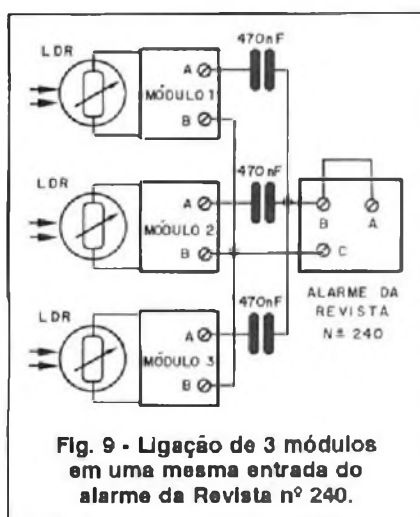 LDR
470nF
A
MÓDULO 1
B
LDR
470nF
A
MÓDULO 2
B
B A
C
ALARME DA
REVISTA
Nº 240
LDR
470nF
A
MÓDULO 3
B
Fig. 9 - Ligação de 3 módulos
em uma mesma entrada do
alarme da Revista nº 240.